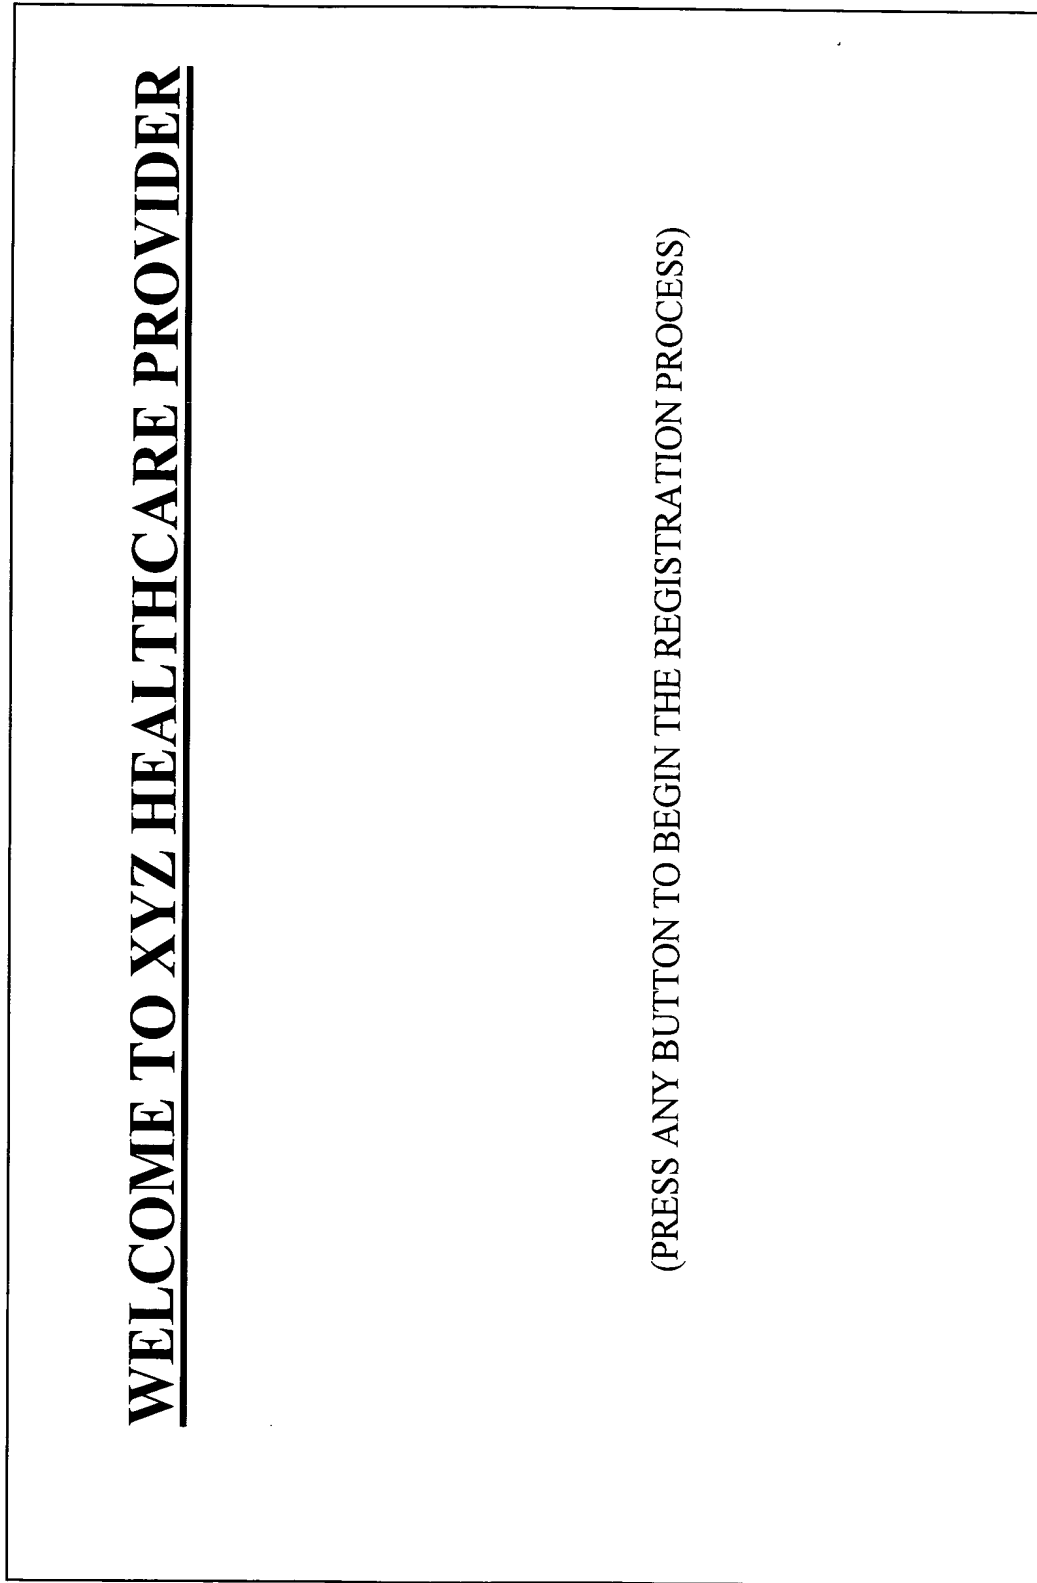 WELCOME TO XYZ HEALTHCARE PROVIDER
(PRESS ANY BUTTON TO BEGIN THE REGISTRATION PROCESS)